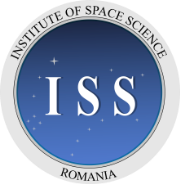 INSTITUTE OF SPACE SCIENCE
ISS
ROMANIA